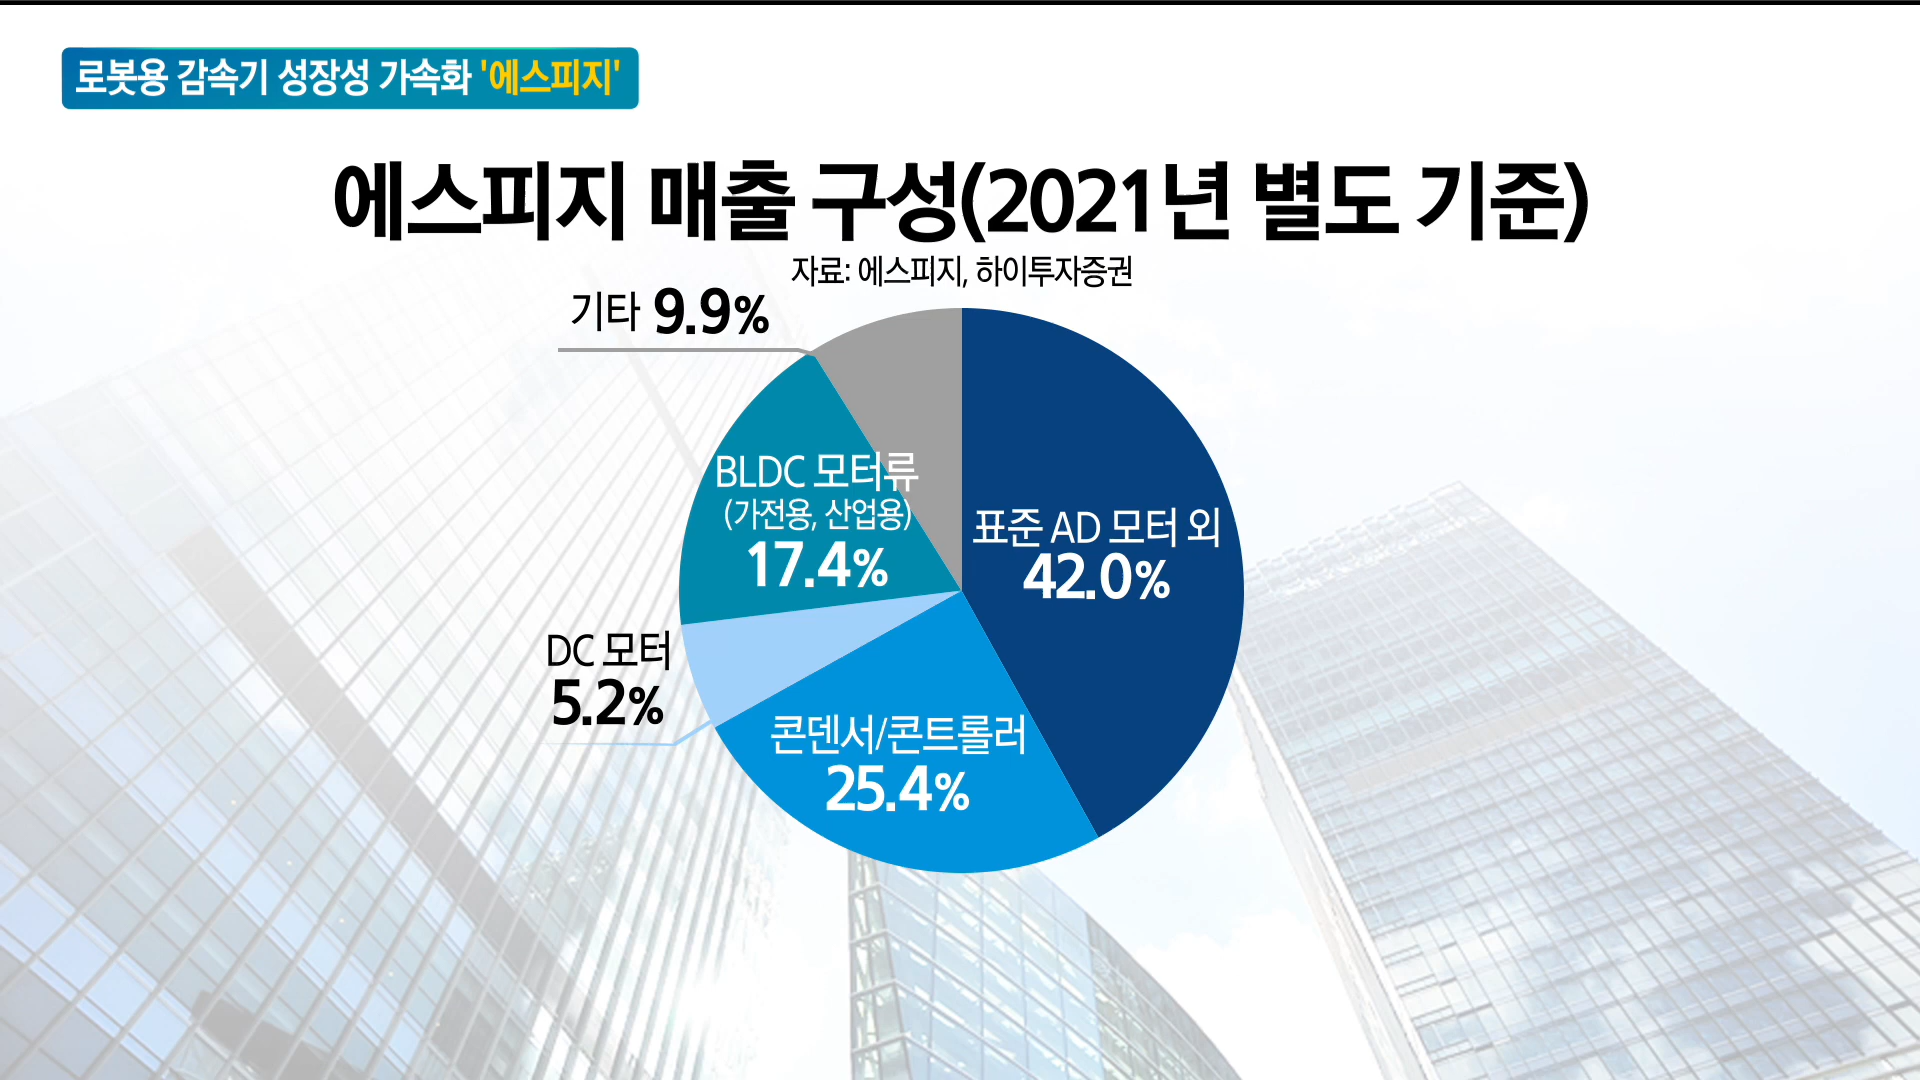 로봇용 감속기 성장성 가속화 '에스피지'
에스피지 매출 구성(2021년 별도 기준)
자료: 에스피지, 하이투자증권
기타 9.9%
BLDC 모터류
(가전용, 산업용)
17.4%
표준 AD 모터 외
42.0%
DC 모터
5.2%
콘덴서/콘트롤러
25.4%